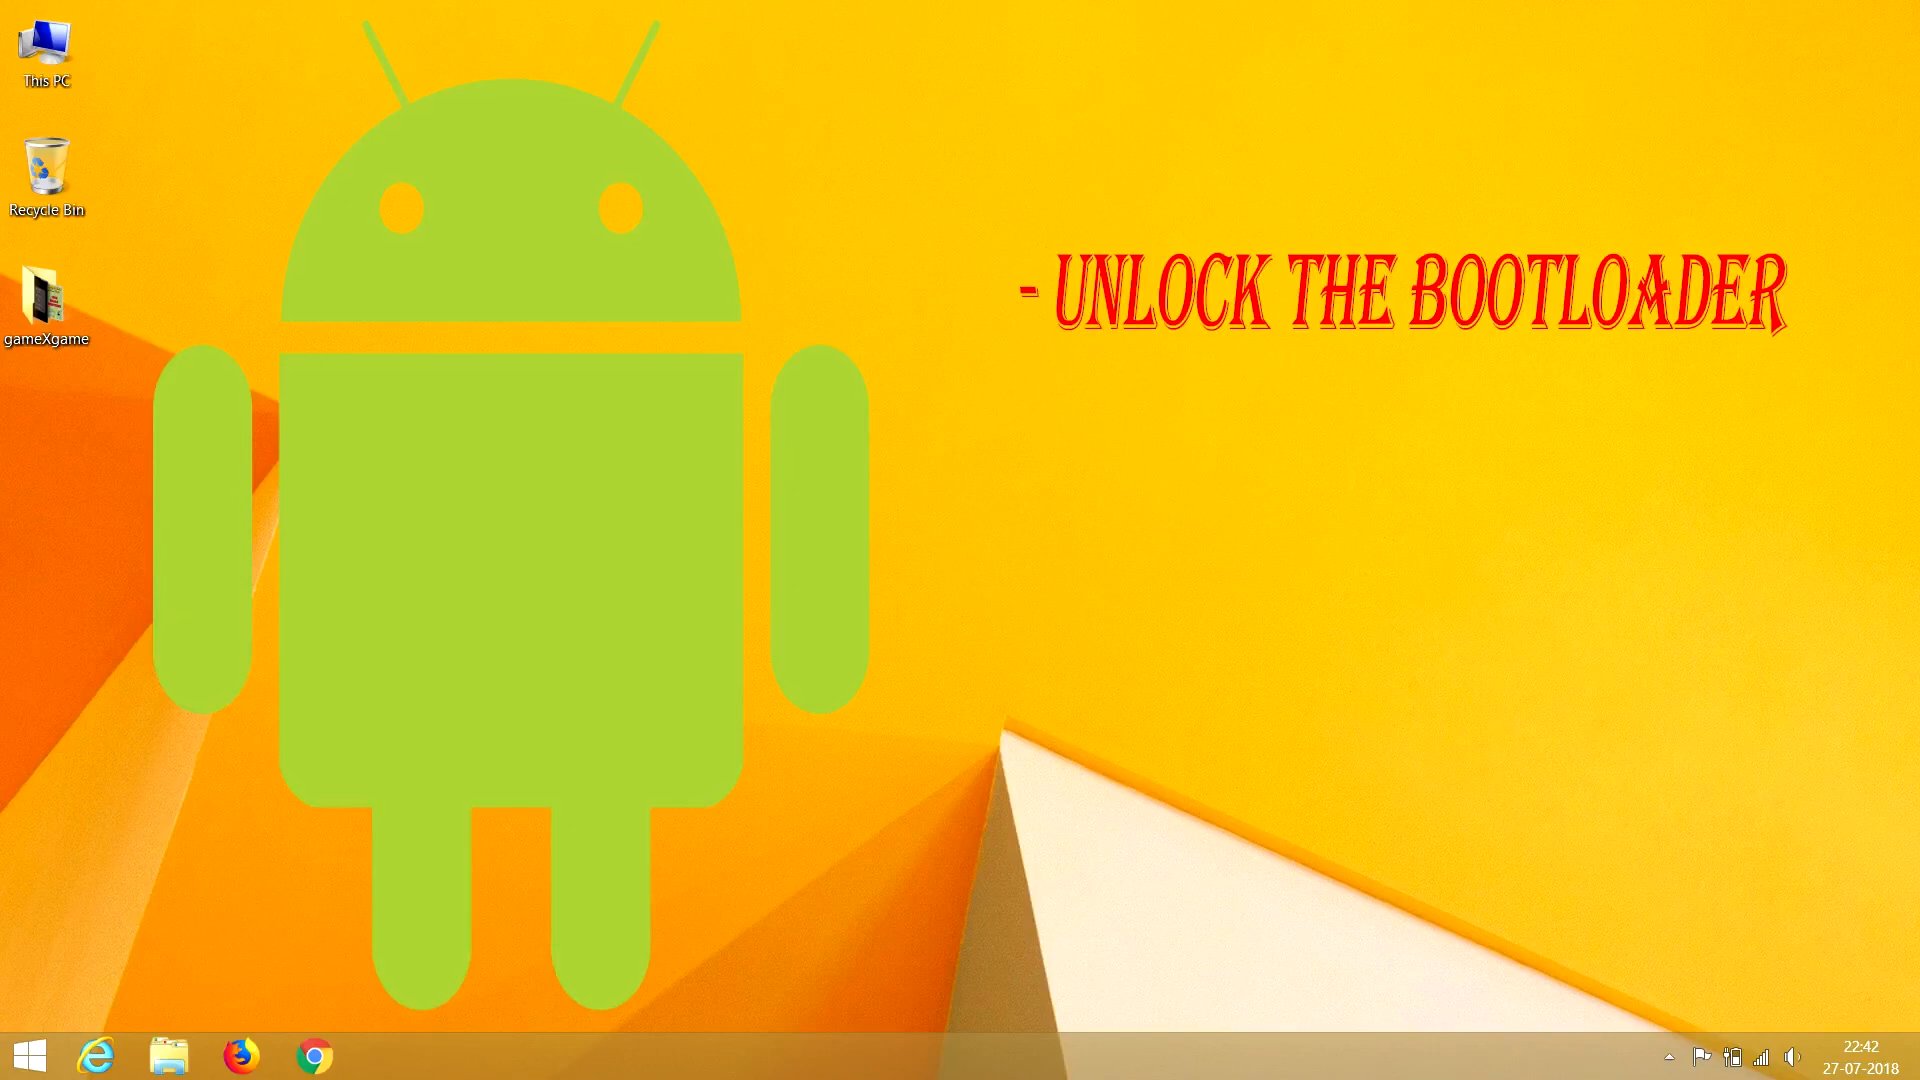 This PC
Recycle Bin
gameXgame
- UNLOCK THE BOOTLOADER
22:42
27-07-2018